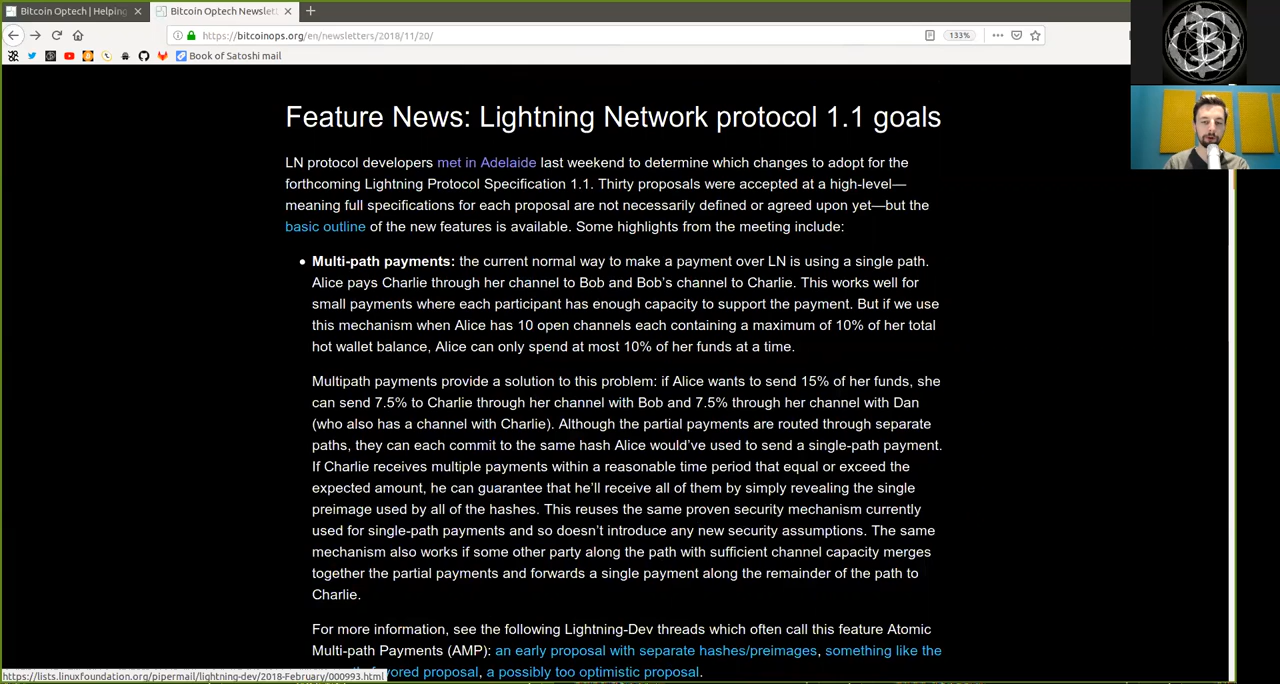 Bitcoin Optech | Helping
Bitcoin Optech Newslett
https://bitcoinops.org/en/newsletters/2018/11/20/
133%
Book of Satoshi mail
Feature News: Lightning Network protocol 1.1 goals
LN protocol developers met in Adelaide last weekend to determine which changes to adopt for the
forthcoming Lightning Protocol Specification 1.1. Thirty proposals were accepted at a high-level—
meaning full specifications for each proposal are not necessarily defined or agreed upon yet—but the
basic outline of the new features is available. Some highlights from the meeting include:
• Multi-path payments: the current normal way to make a payment over LN is using a single path.
Alice pays Charlie through her channel to Bob and Bob's channel to Charlie. This works well for
small payments where each participant has enough capacity to support the payment. But if we use
this mechanism when Alice has 10 open channels each containing a maximum of 10% of her total
hot wallet balance, Alice can only spend at most 10% of her funds at a time.
Multipath payments provide a solution to this problem: if Alice wants to send 15% of her funds, she
can send 7.5% to Charlie through her channel with Bob and 7.5% through her channel with Dan
(who also has a channel with Charlie). Although the partial payments are routed through separate
paths, they can each commit to the same hash Alice would've used to send a single-path payment.
If Charlie receives multiple payments within a reasonable time period that equal or exceed the
expected amount, he can guarantee that he'll receive all of them by simply revealing the single
preimage used by all of the hashes. This reuses the same proven security mechanism currently
used for single-path payments and so doesn't introduce any new security assumptions. The same
mechanism also works if some other party along the path with sufficient channel capacity merges
together the partial payments and forwards a single payment along the remainder of the path to
Charlie.
For more information, see the following Lightning-Dev threads which often call this feature Atomic
Multi-path Payments (AMP): an early proposal with separate hashes/preimages, something like the
vored proposal, a possibly too optimistic proposal.
https://lists.linuxfoundation.org/pipermail/lightning-dev/2018-February/000993.html